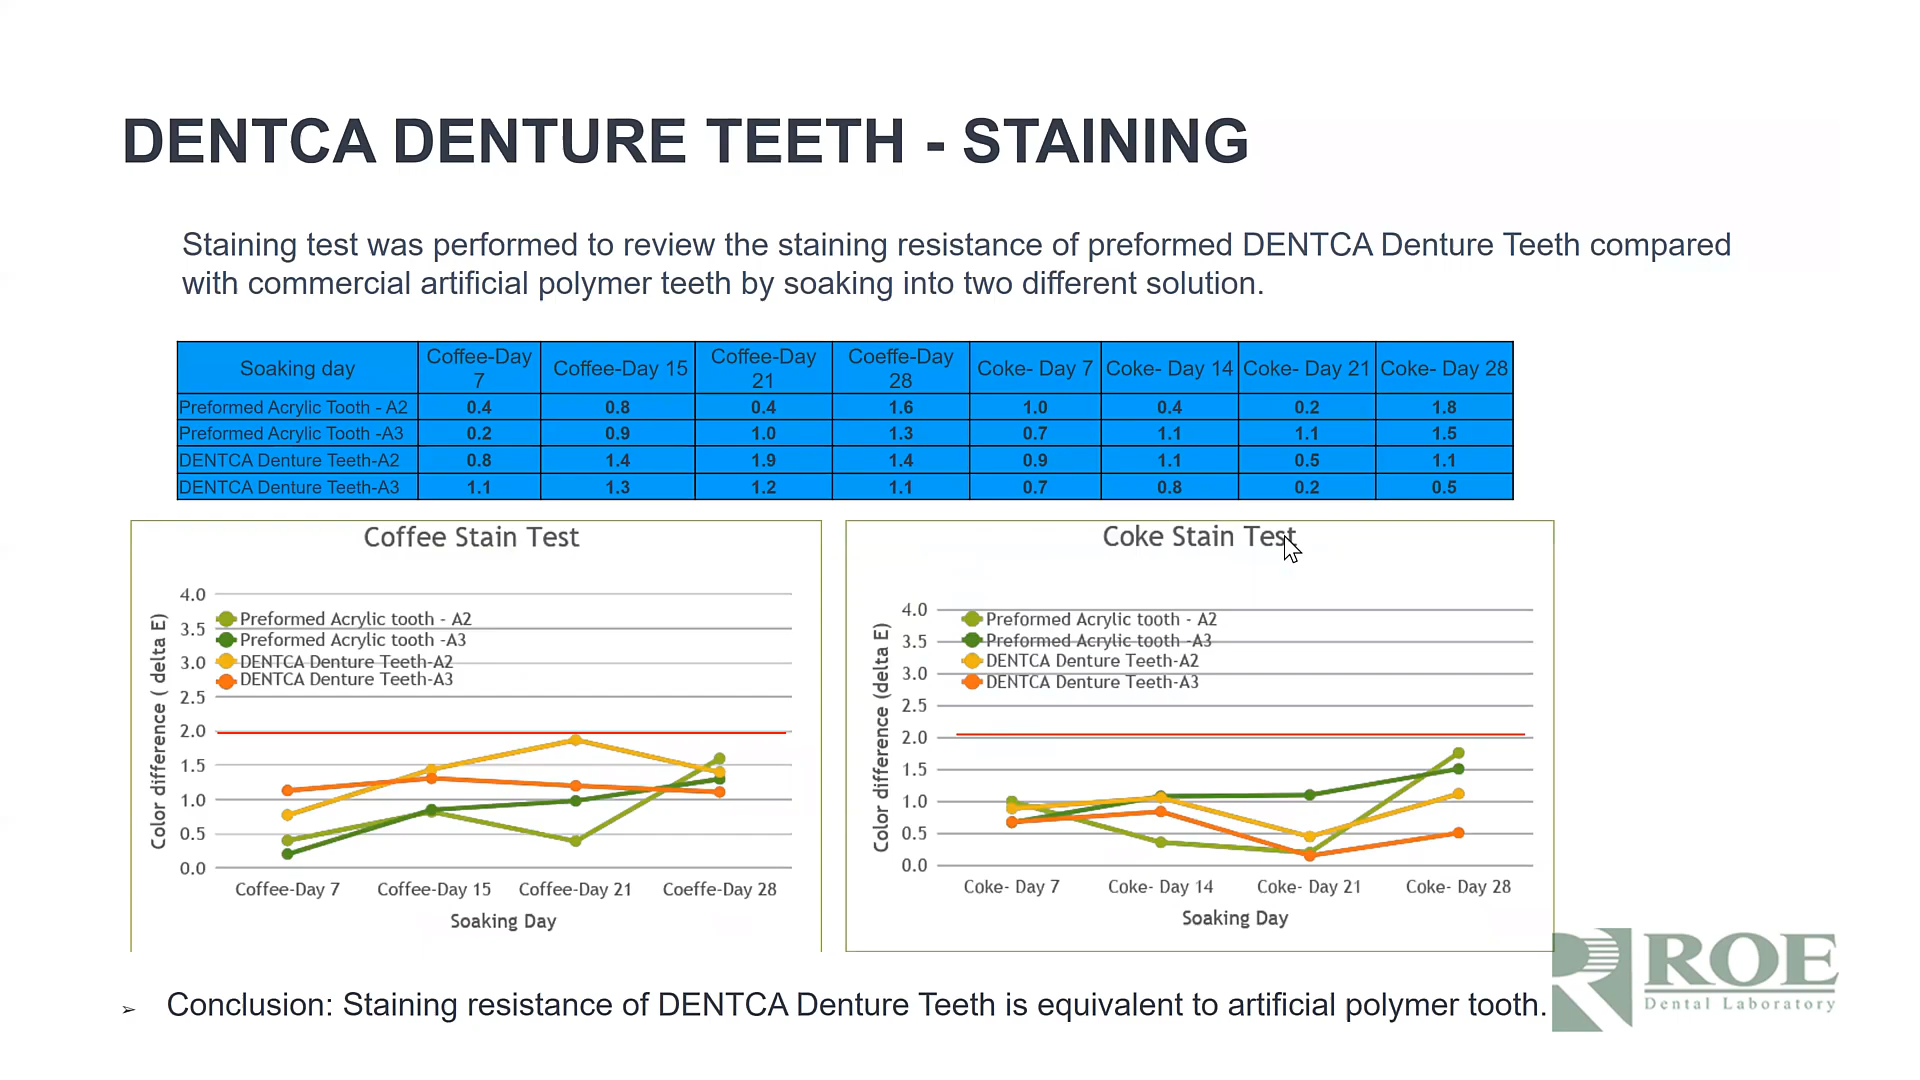 DENTCA DENTURE TEETH - STAINING
Staining test was performed to review the staining resistance of preformed DENTCA Denture Teeth compared
with commercial artificial polymer teeth by soaking into two different solution.
Soaking day Coffee-Day 7 Coffee-Day 15 Coffee-Day 21 Coeffe-Day 28 Coke- Day 7 Coke- Day 14 Coke- Day 21 Coke- Day 28
Preformed Acrylic Tooth - A2 0.4 0.8 0.4 1.6 1.0 0.4 0.2 1.8
Preformed Acrylic Tooth -A3 0.2 0.9 1.0 1.3 0.7 1.1 1.1 1.5
DENTCA Denture Teeth-A2 0.8 1.4 1.9 1.4 0.9 1.1 0.5 1.1
DENTCA Denture Teeth-A3 1.1 1.3 1.2 1.1 0.7 0.8 0.2 0.5
Coffee Stain Test
Color difference ( delta E)
4.0
3.5
3.0
2.5
2.0
1.5
1.0
0.5
0.0
Preformed Acrylic tooth - A2
Preformed Acrylic tooth -A3
DENTCA Denture Teeth-A2
DENTCA Denture Teeth-A3
Coffee-Day 7 Coffee-Day 15 Coffee-Day 21 Coeffe-Day 28
Soaking Day
Coke Stain Test
Color difference (delta E)
4.0
3.5
3.0
2.5
2.0
1.5
1.0
0.5
0.0
Preformed Acrylic tooth - A2
Preformed Acrylic tooth -A3
DENTCA Denture Teeth-A2
DENTCA Denture Teeth-A3
Coke- Day 7 Coke- Day 14 Coke- Day 21 Coke- Day 28
Soaking Day
➢ Conclusion: Staining resistance of DENTCA Denture Teeth is equivalent to artificial polymer tooth.
ROE
Dental Laboratory